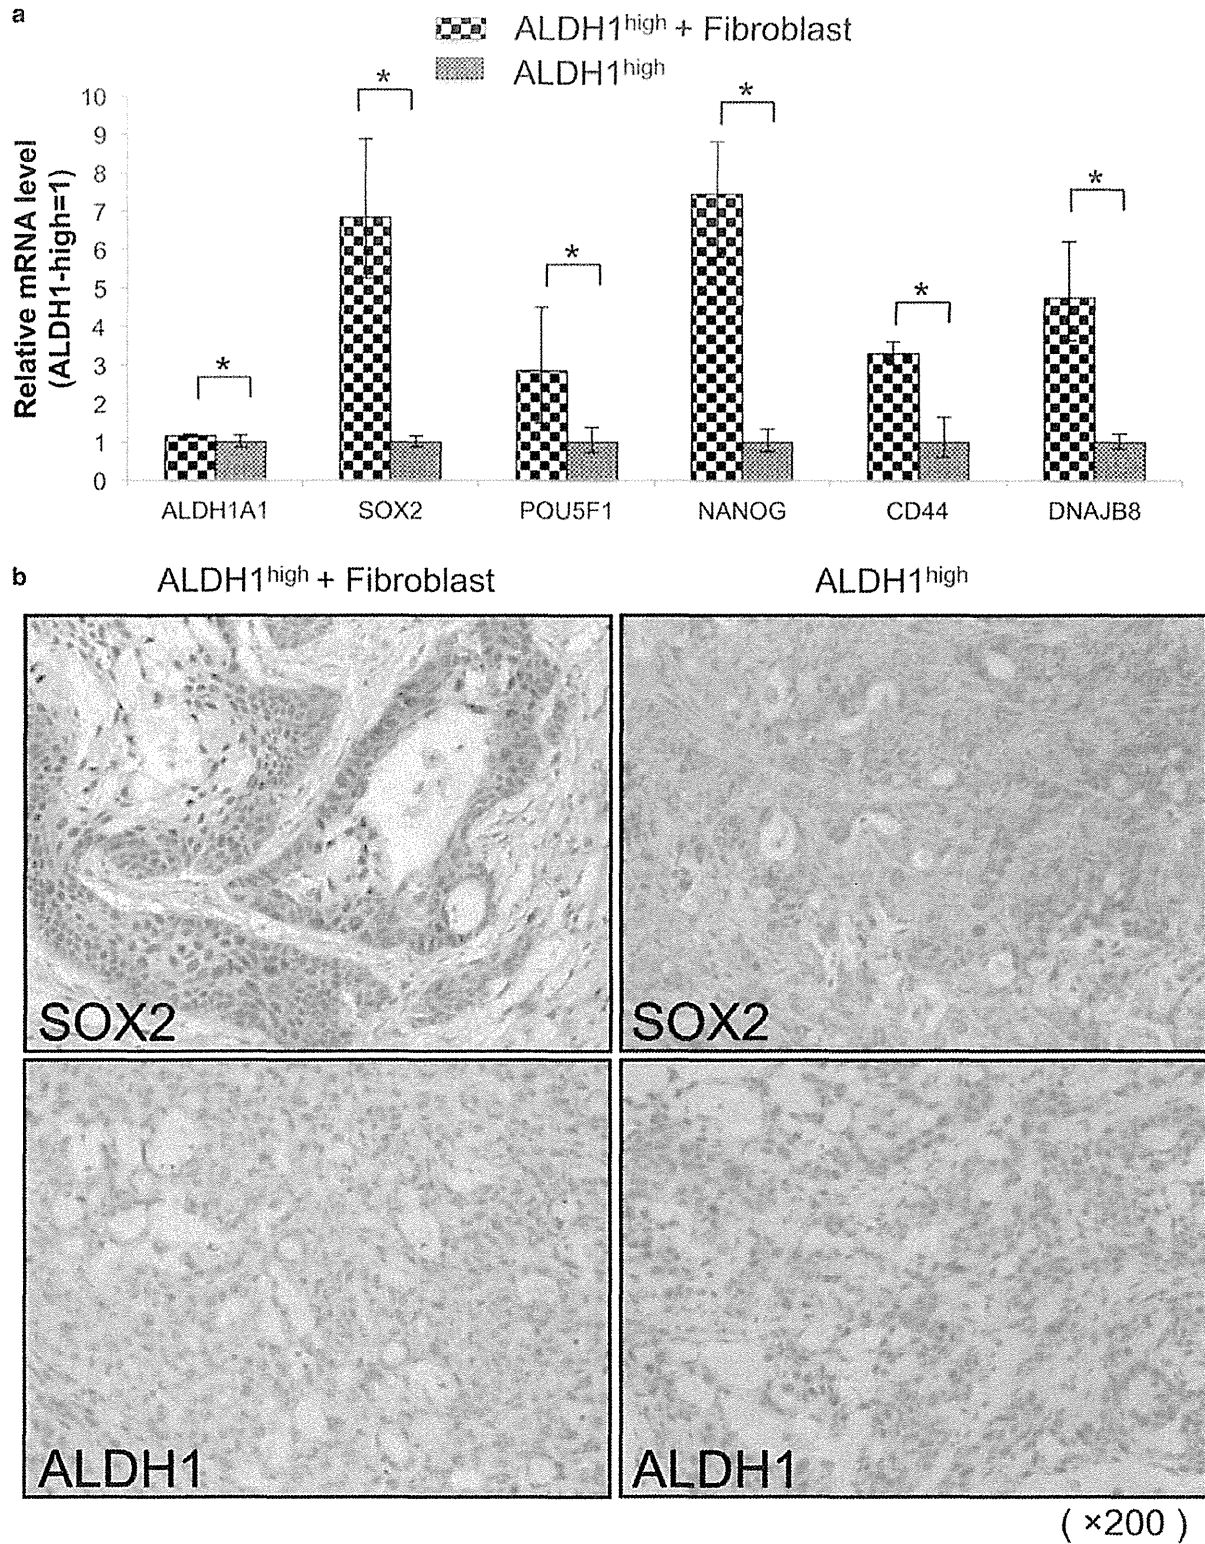 a
ALDH1high + Fibroblast
ALDH1high
Relative mRNA level
(ALDH1-high=1)
10
9
8
7
6
5
4
3
2
1
0
*
*
*
*
*
*
ALDH1A1 SOX2 POU5F1 NANOG CD44 DNAJB8
b
ALDH1high + Fibroblast ALDH1high
SOX2 SOX2
ALDH1 ALDH1
( ×200 )